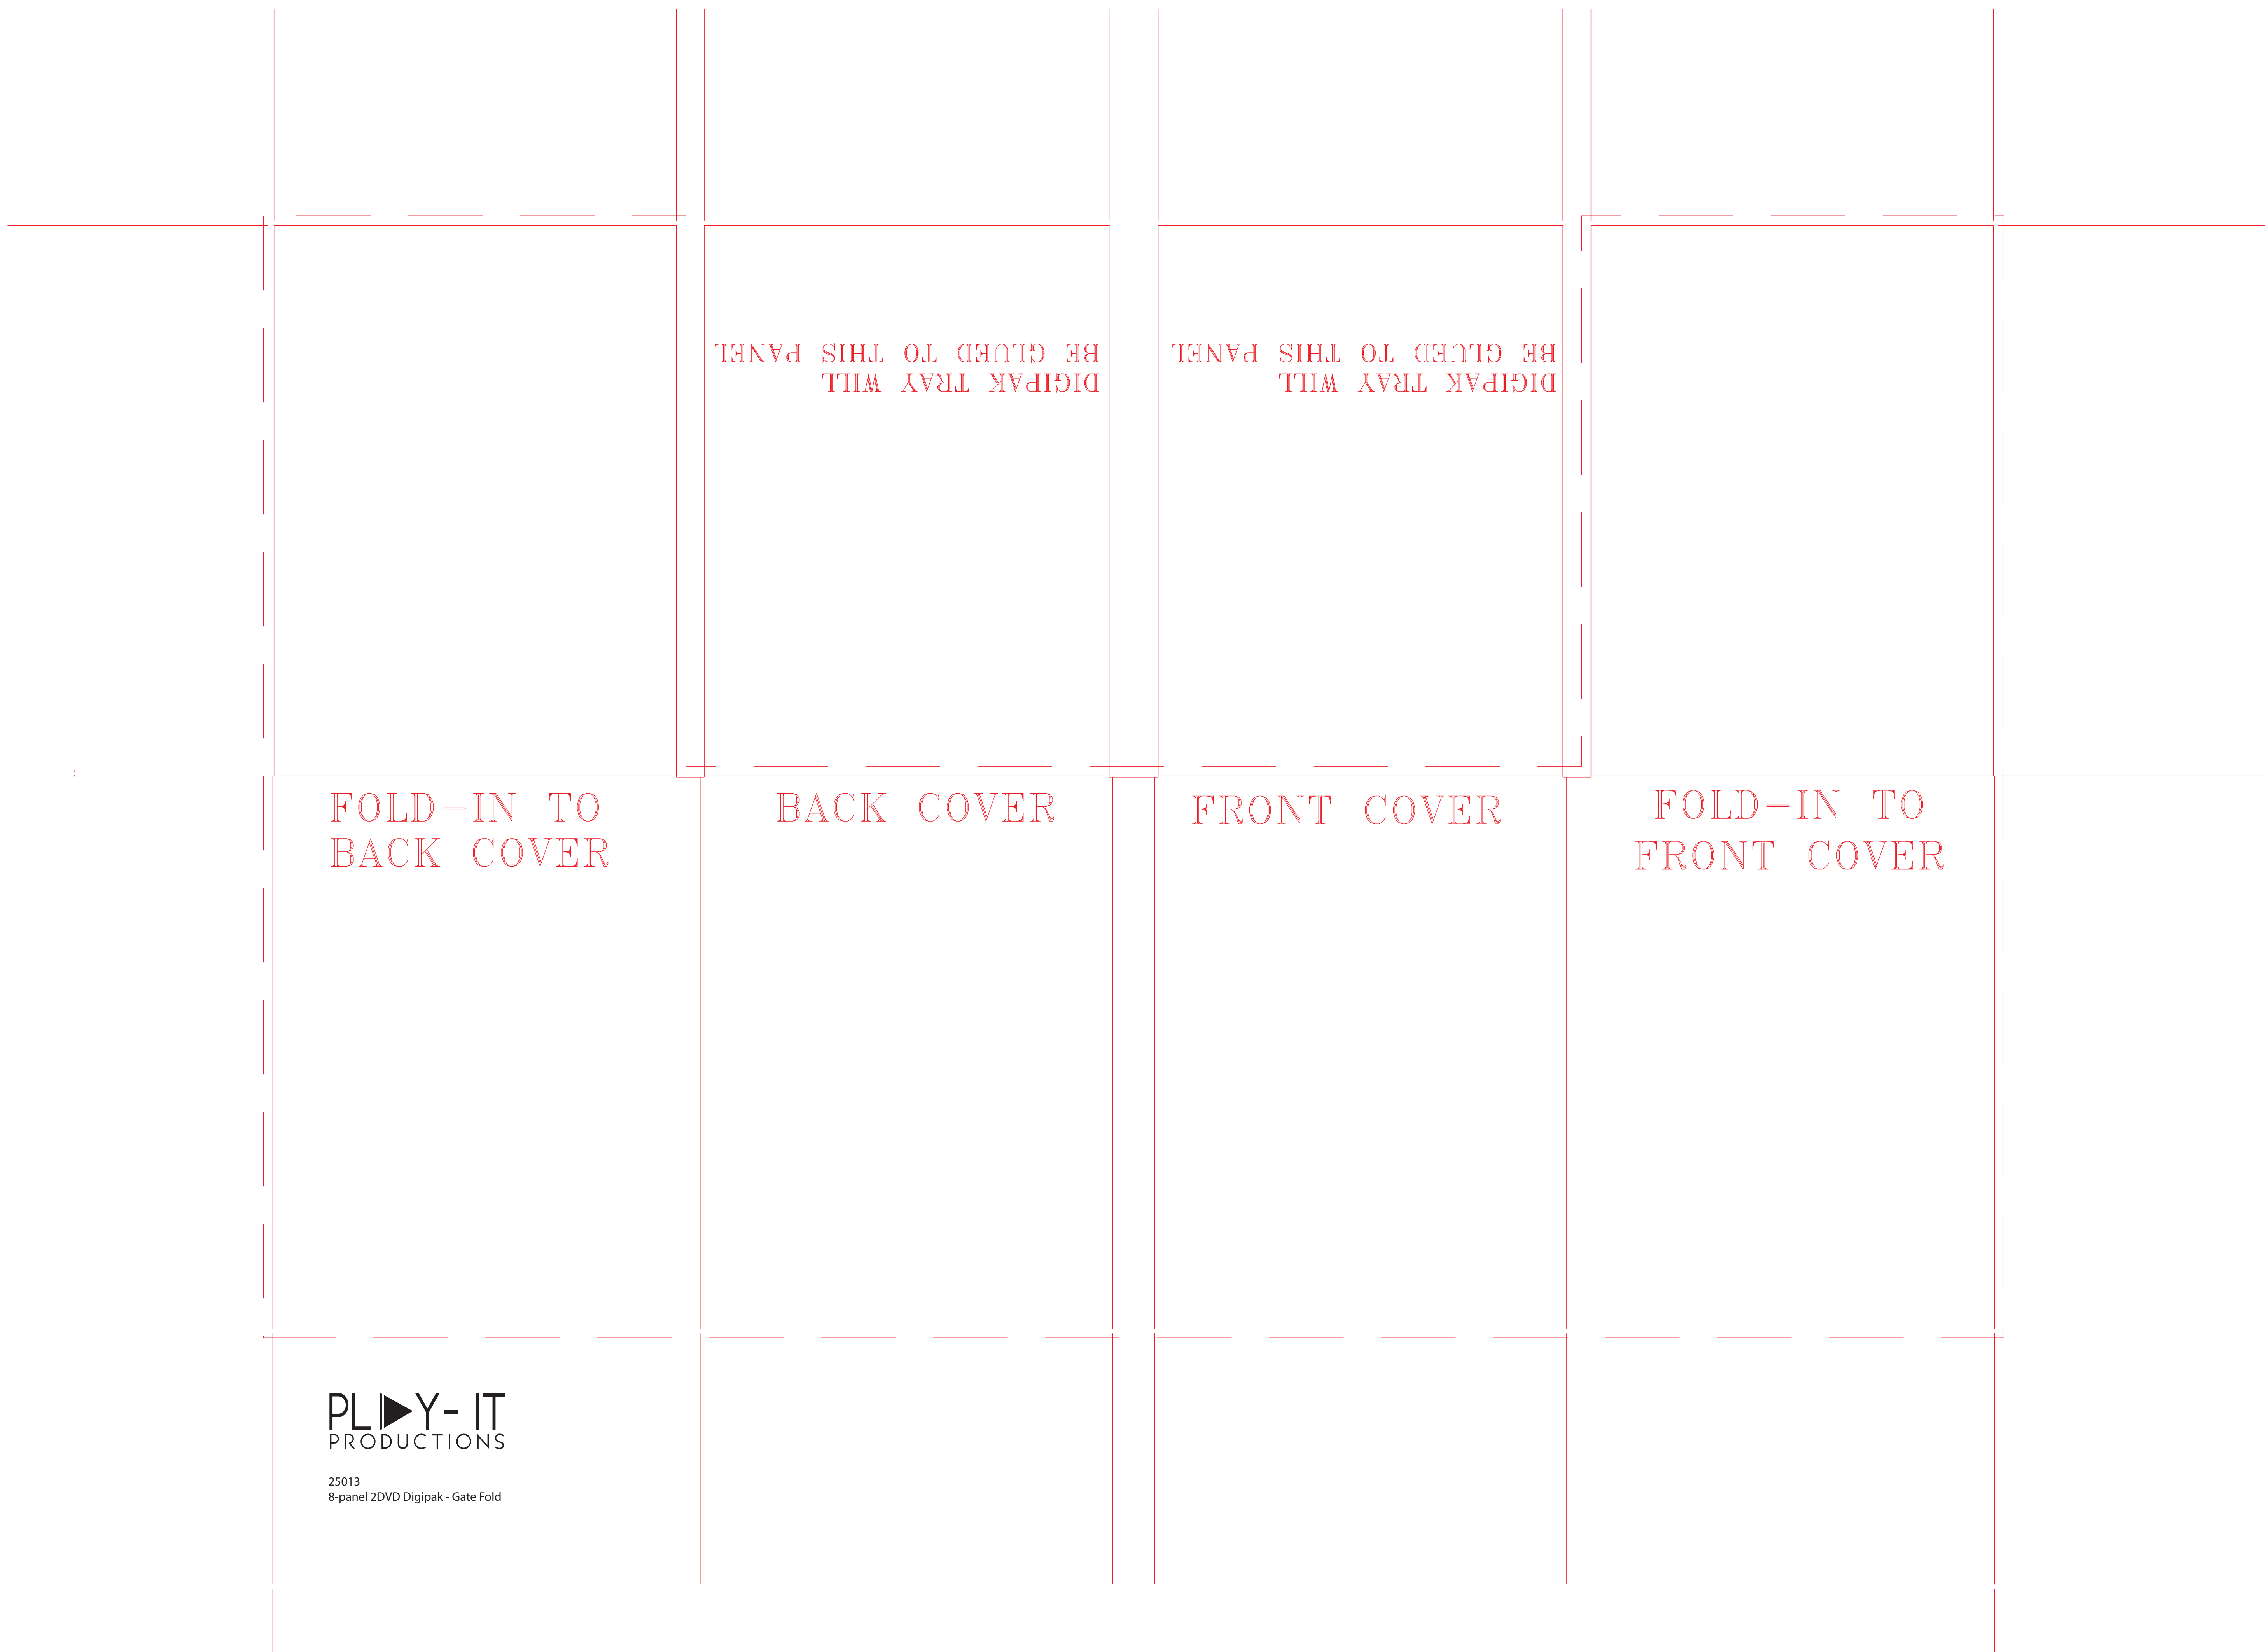 DIGIPAK TRAY WILL
BE GLUED TO THIS PANEL
DIGIPAK TRAY WILL
BE GLUED TO THIS PANEL
FOLD-IN TO
BACK COVER
BACK COVER
FRONT COVER
FOLD-IN TO
FRONT COVER
PLAY-IT
PRODUCTIONS
25013
8-panel 2DVD Digipak - Gate Fold